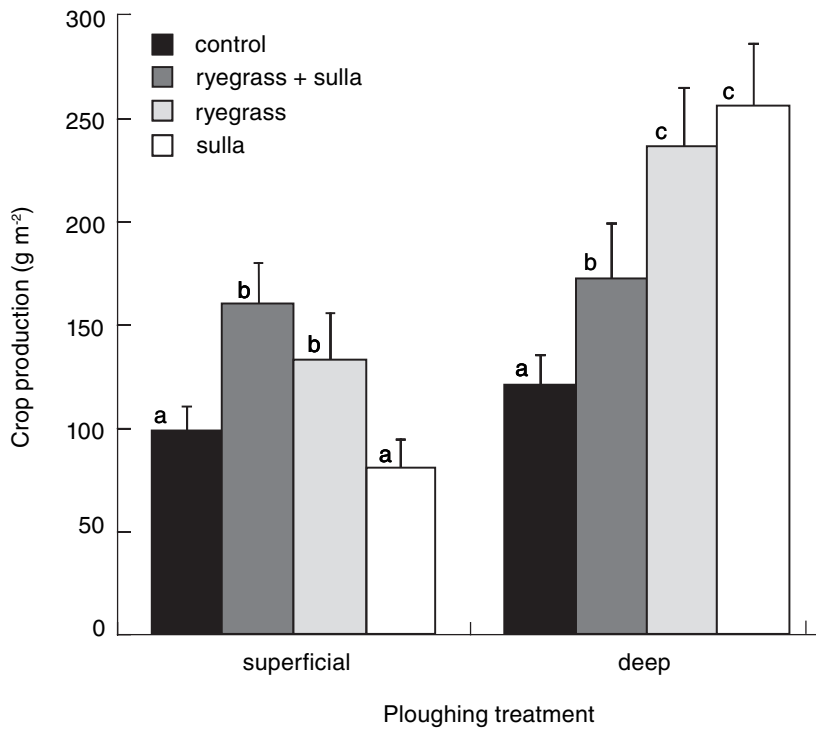 300
250
200
150
100
50
0
Crop production (g m-2)
control
ryegrass + sulla
ryegrass
sulla
a
b
b
a
a
b
c
c
superficial
deep
Ploughing treatment